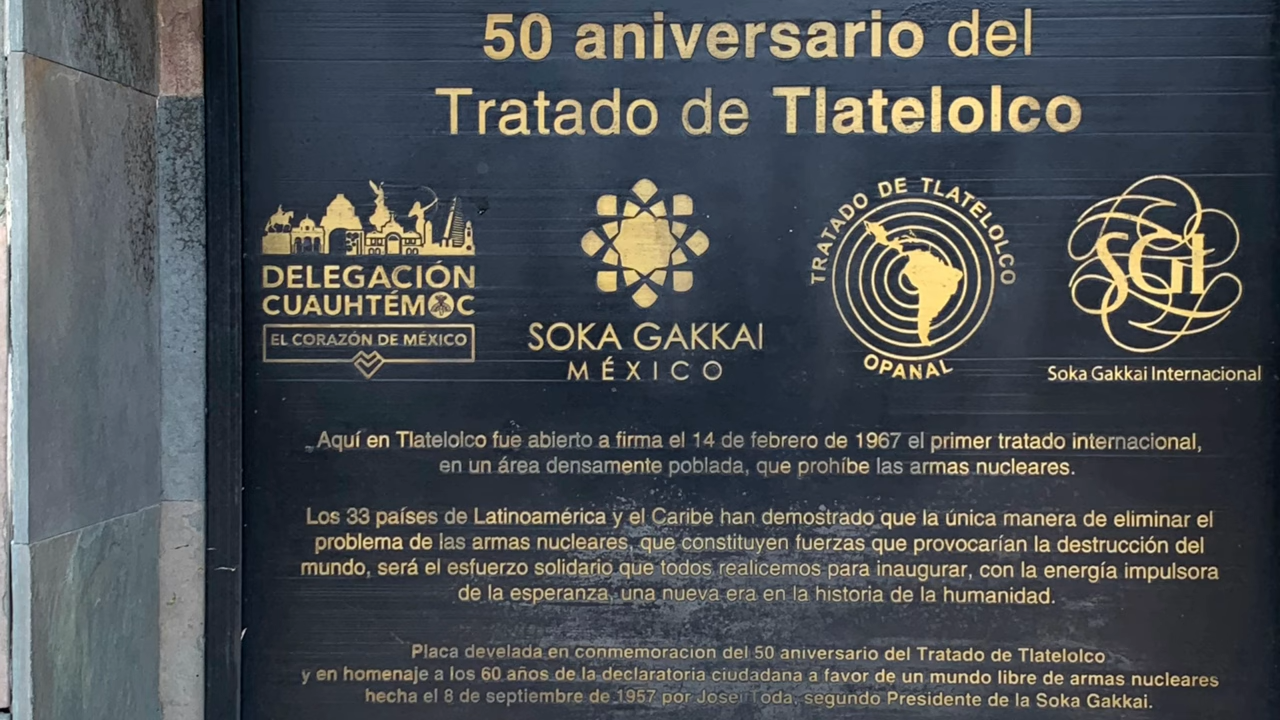 50 aniversario del
Tratado de Tlatelolco
DELEGACIÓN
CUAUHTÉMOC
EL CORAZÓN DE MÉXICO
SOKA GAKKAI
MÉXICO
TRATADO DE TLATELOLCO
OPANAL
SGI
Soka Gakkai Internacional
Aquí en Tlatelolco fue abierto a firma el 14 de febrero de 1967 el primer tratado internacional,
en un área densamente poblada, que prohíbe las armas nucleares.
Los 33 países de Latinoamérica y el Caribe han demostrado que la única manera de eliminar el
problema de las armas nucleares, que constituyen fuerzas que provocarían la destrucción del
mundo, será el esfuerzo solidario que todos realicemos para inaugurar, con la energía impulsora
de la esperanza, una nueva era en la historia de la humanidad.
Placa develada en conmemoración del 50 aniversario del Tratado de Tlatelolco
y en homenaje a los 60 años de la declaratoria ciudadana a favor de un mundo libre de armas nucleares
hecha el 8 de septiembre de 1957 por Josei Toda, segundo Presidente de la Soka Gakkai.